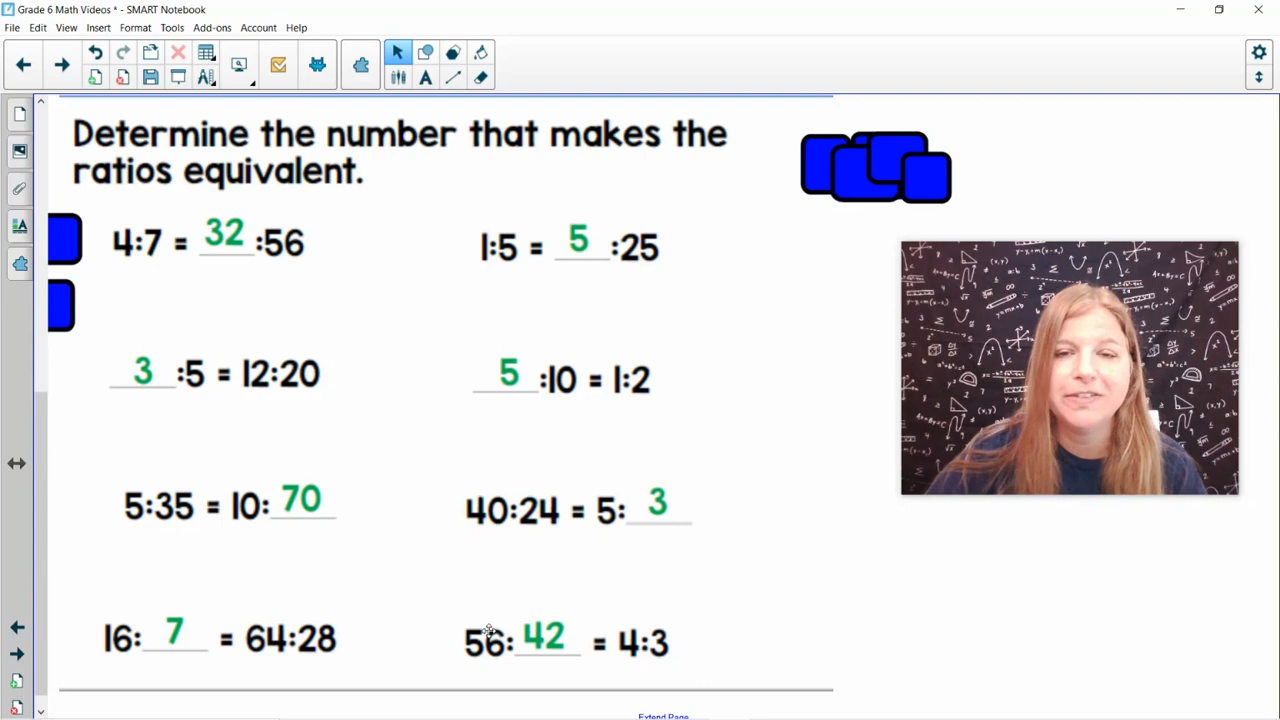 Grade 6 Math Videos * - SMART Notebook
File Edit View Insert Format Tools Add-ons Account Help
Determine the number that makes the
ratios equivalent.
4:7 = 32 :56
1:5 = 5 :25
3 :5 = 12:20
5 :10 = 1:2
5:35 = 10: 70
40:24 = 5: 3
16: 7 = 64:28
56: 42 = 4:3
Extend Page